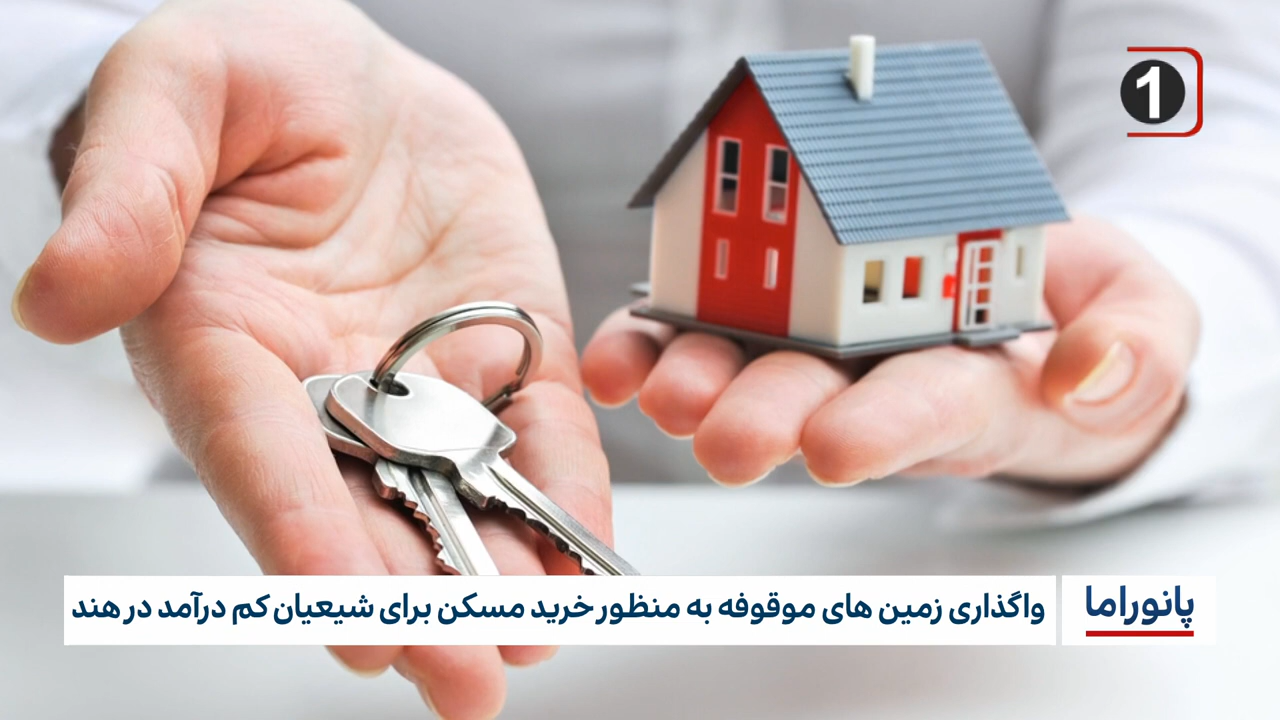 1
پانوراما
واگذاری زمین های موقوفه به منظور خرید مسکن برای شیعیان کم درآمد در هند